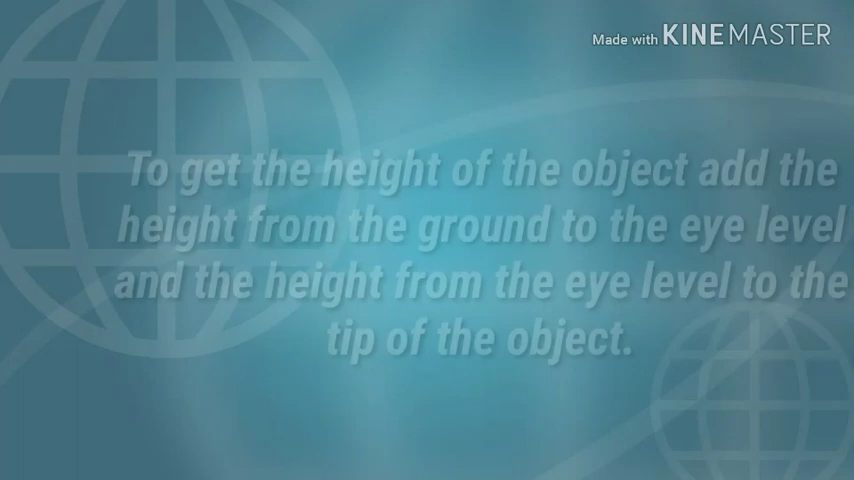 Made with KINEMASTER
To get the height of the object add the
height from the ground to the eye level
and the height from the eye level to the
tip of the object.